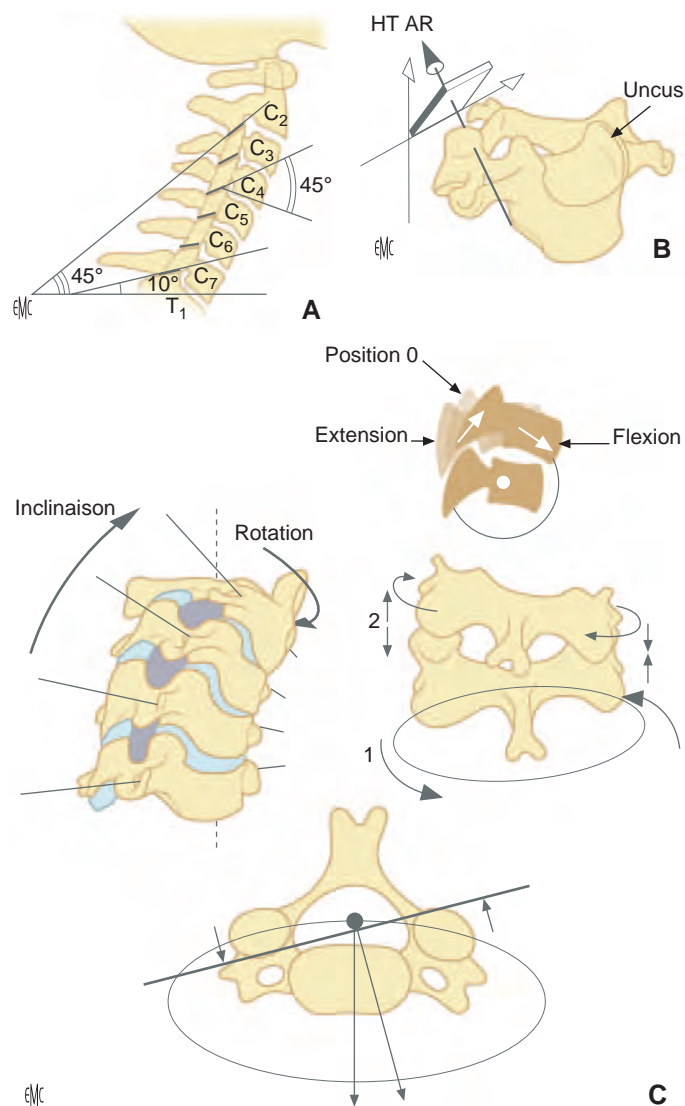 C2
C3
C4
45°
C5
C6
45°
10°
C7
T1
EMC
A
HT AR
Uncus
EMC
B
Position 0
Extension
Flexion
Inclinaison
Rotation
2
1
EMC
C